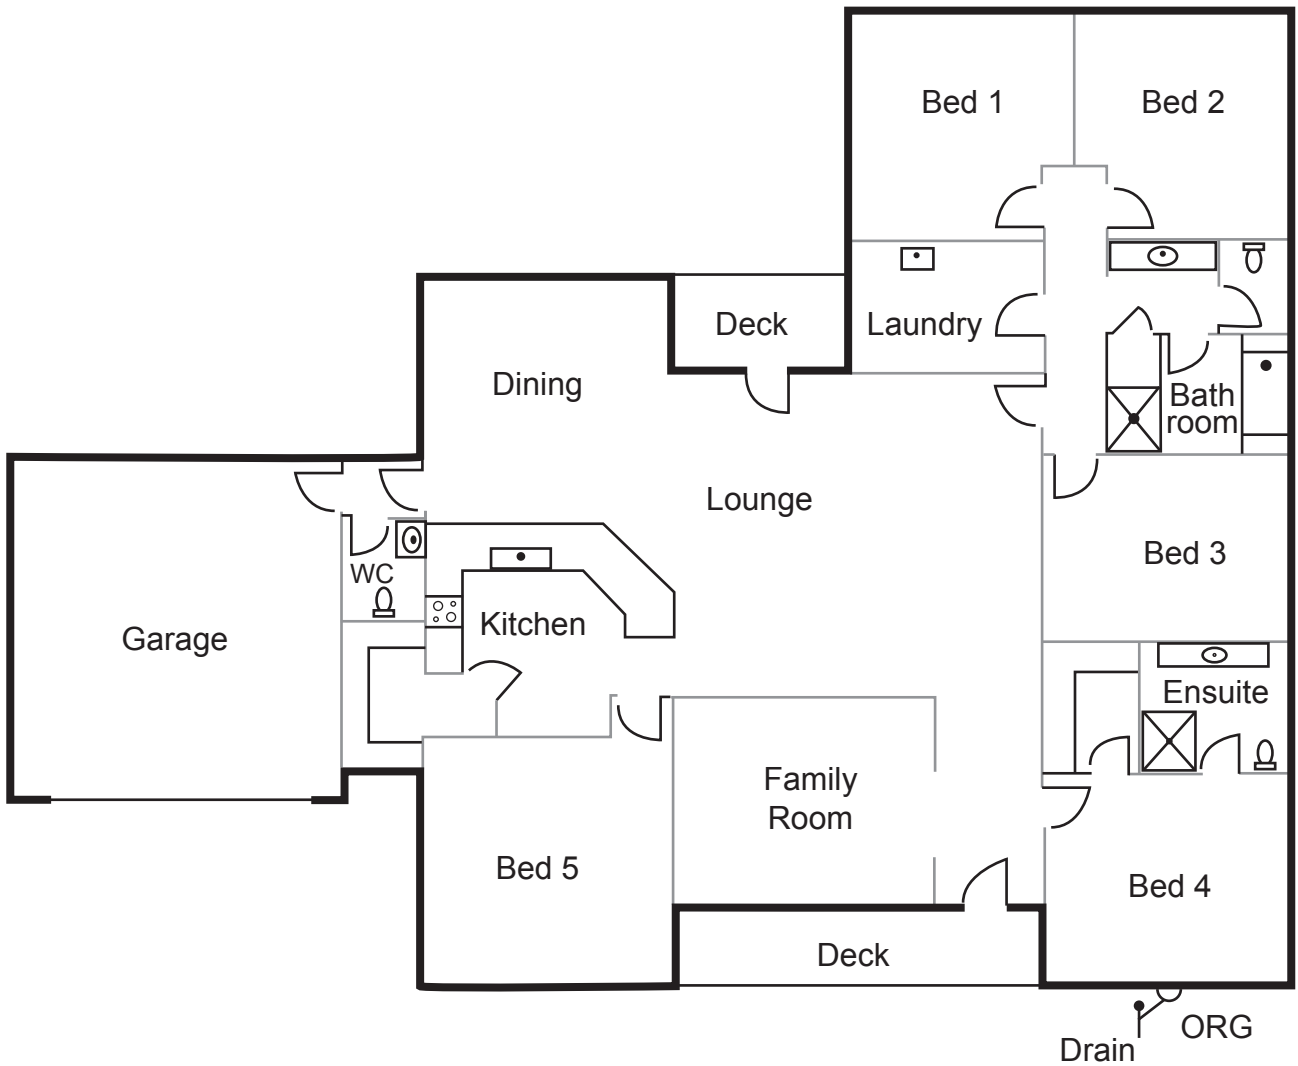 Bed 1
Bed 2
Deck
Laundry
Dining
Bath
room
Lounge
Bed 3
WC
Kitchen
Garage
Ensuite
Family
Room
Bed 5
Bed 4
Deck
ORG
Drain